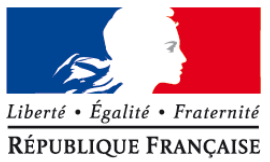 Liberté • Égalité • Fraternité
RÉPUBLIQUE FRANÇAISE